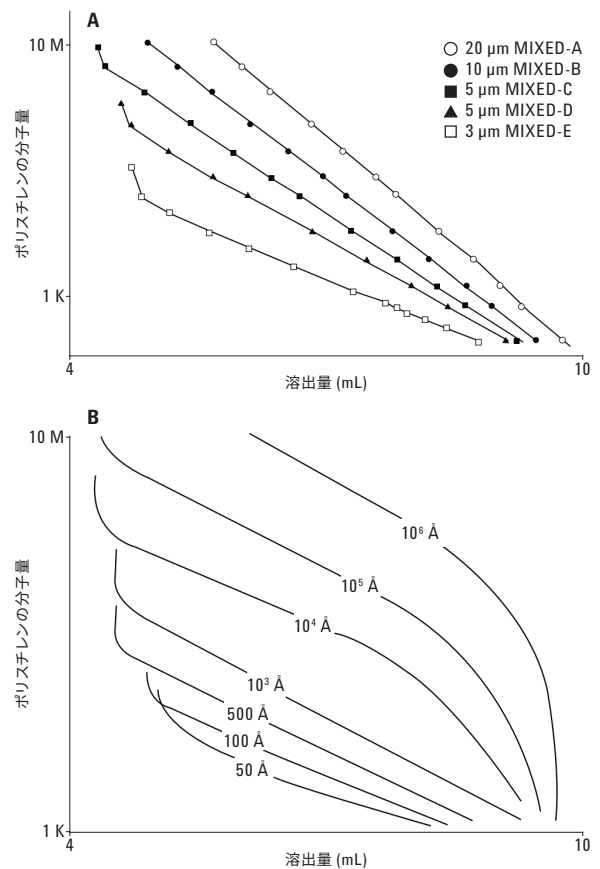 A
10 M
20 µm MIXED-A
10 µm MIXED-B
5 µm MIXED-C
5 µm MIXED-D
3 µm MIXED-E
ポリスチレンの分子量
1 K
4
10
溶出量 (mL)
B
10 M
10⁶ Å
10⁵ Å
10⁴ Å
10³ Å
500 Å
100 Å
50 Å
ポリスチレンの分子量
1 K
4
10
溶出量 (mL)